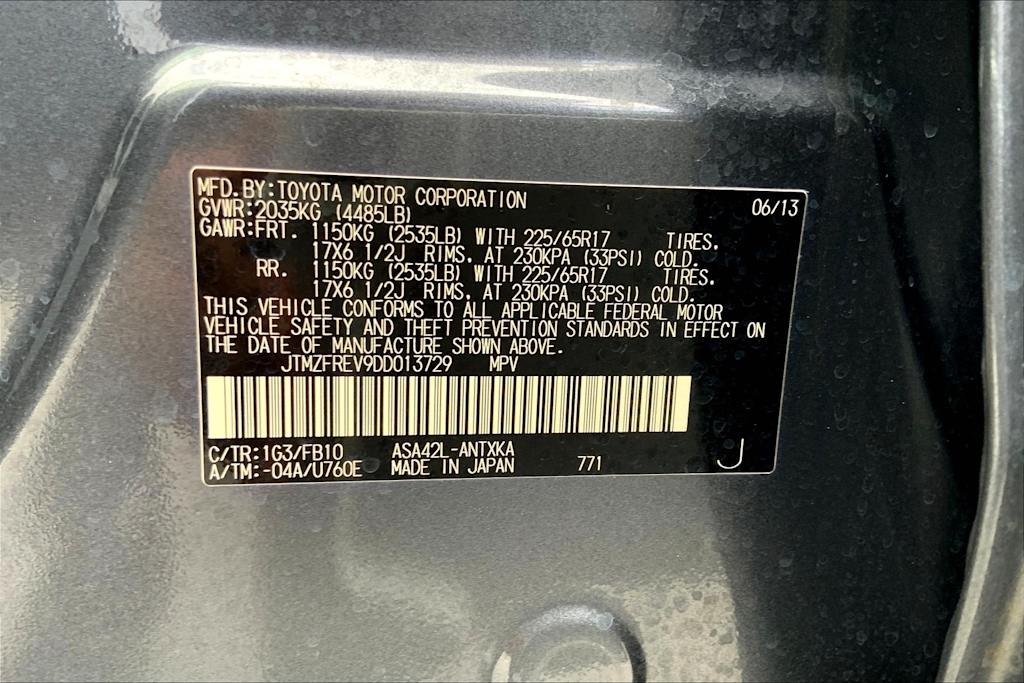 MFD. BY: TOYOTA MOTOR CORPORATION 06/13
GVWR: 2035KG (4485LB)
GAWR: FRT. 1150KG (2535LB) WITH 225/65R17 TIRES,
17X6 1/2J RIMS, AT 230KPA (33PSI) COLD.
RR. 1150KG (2535LB) WITH 225/65R17 TIRES,
17X6 1/2J RIMS, AT 230KPA (33PSI) COLD.
THIS VEHICLE CONFORMS TO ALL APPLICABLE FEDERAL MOTOR
VEHICLE SAFETY AND THEFT PREVENTION STANDARDS IN EFFECT ON
THE DATE OF MANUFACTURE SHOWN ABOVE.
JTMZFREV9DD013729 MPV
C/TR: 1G3/FB10 ASA42L-ANTXKA
A/TM: -04A/U760E MADE IN JAPAN 771 J